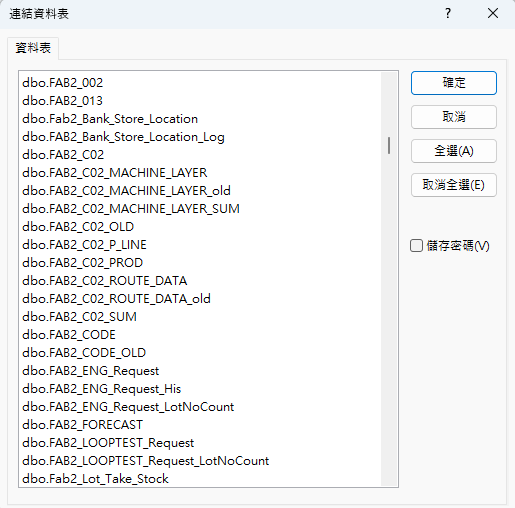 連結資料表
?
資料表
dbo.FAB2_002
dbo.FAB2_013
dbo.Fab2_Bank_Store_Location
dbo.Fab2_Bank_Store_Location_Log
dbo.FAB2_C02
dbo.FAB2_C02_MACHINE_LAYER
dbo.FAB2_C02_MACHINE_LAYER_old
dbo.FAB2_C02_MACHINE_LAYER_SUM
dbo.FAB2_C02_OLD
dbo.FAB2_C02_P_LINE
dbo.FAB2_C02_PROD
dbo.FAB2_C02_ROUTE_DATA
dbo.FAB2_C02_ROUTE_DATA_old
dbo.FAB2_C02_SUM
dbo.FAB2_CODE
dbo.FAB2_CODE_OLD
dbo.FAB2_ENG_Request
dbo.FAB2_ENG_Request_His
dbo.FAB2_ENG_Request_LotNoCount
dbo.FAB2_FORECAST
dbo.FAB2_LOOPTEST_Request
dbo.FAB2_LOOPTEST_Request_LotNoCount
dbo.Fab2_Lot_Take_Stock
確定
取消
全選(A)
取消全選(E)
儲存密碼(V)